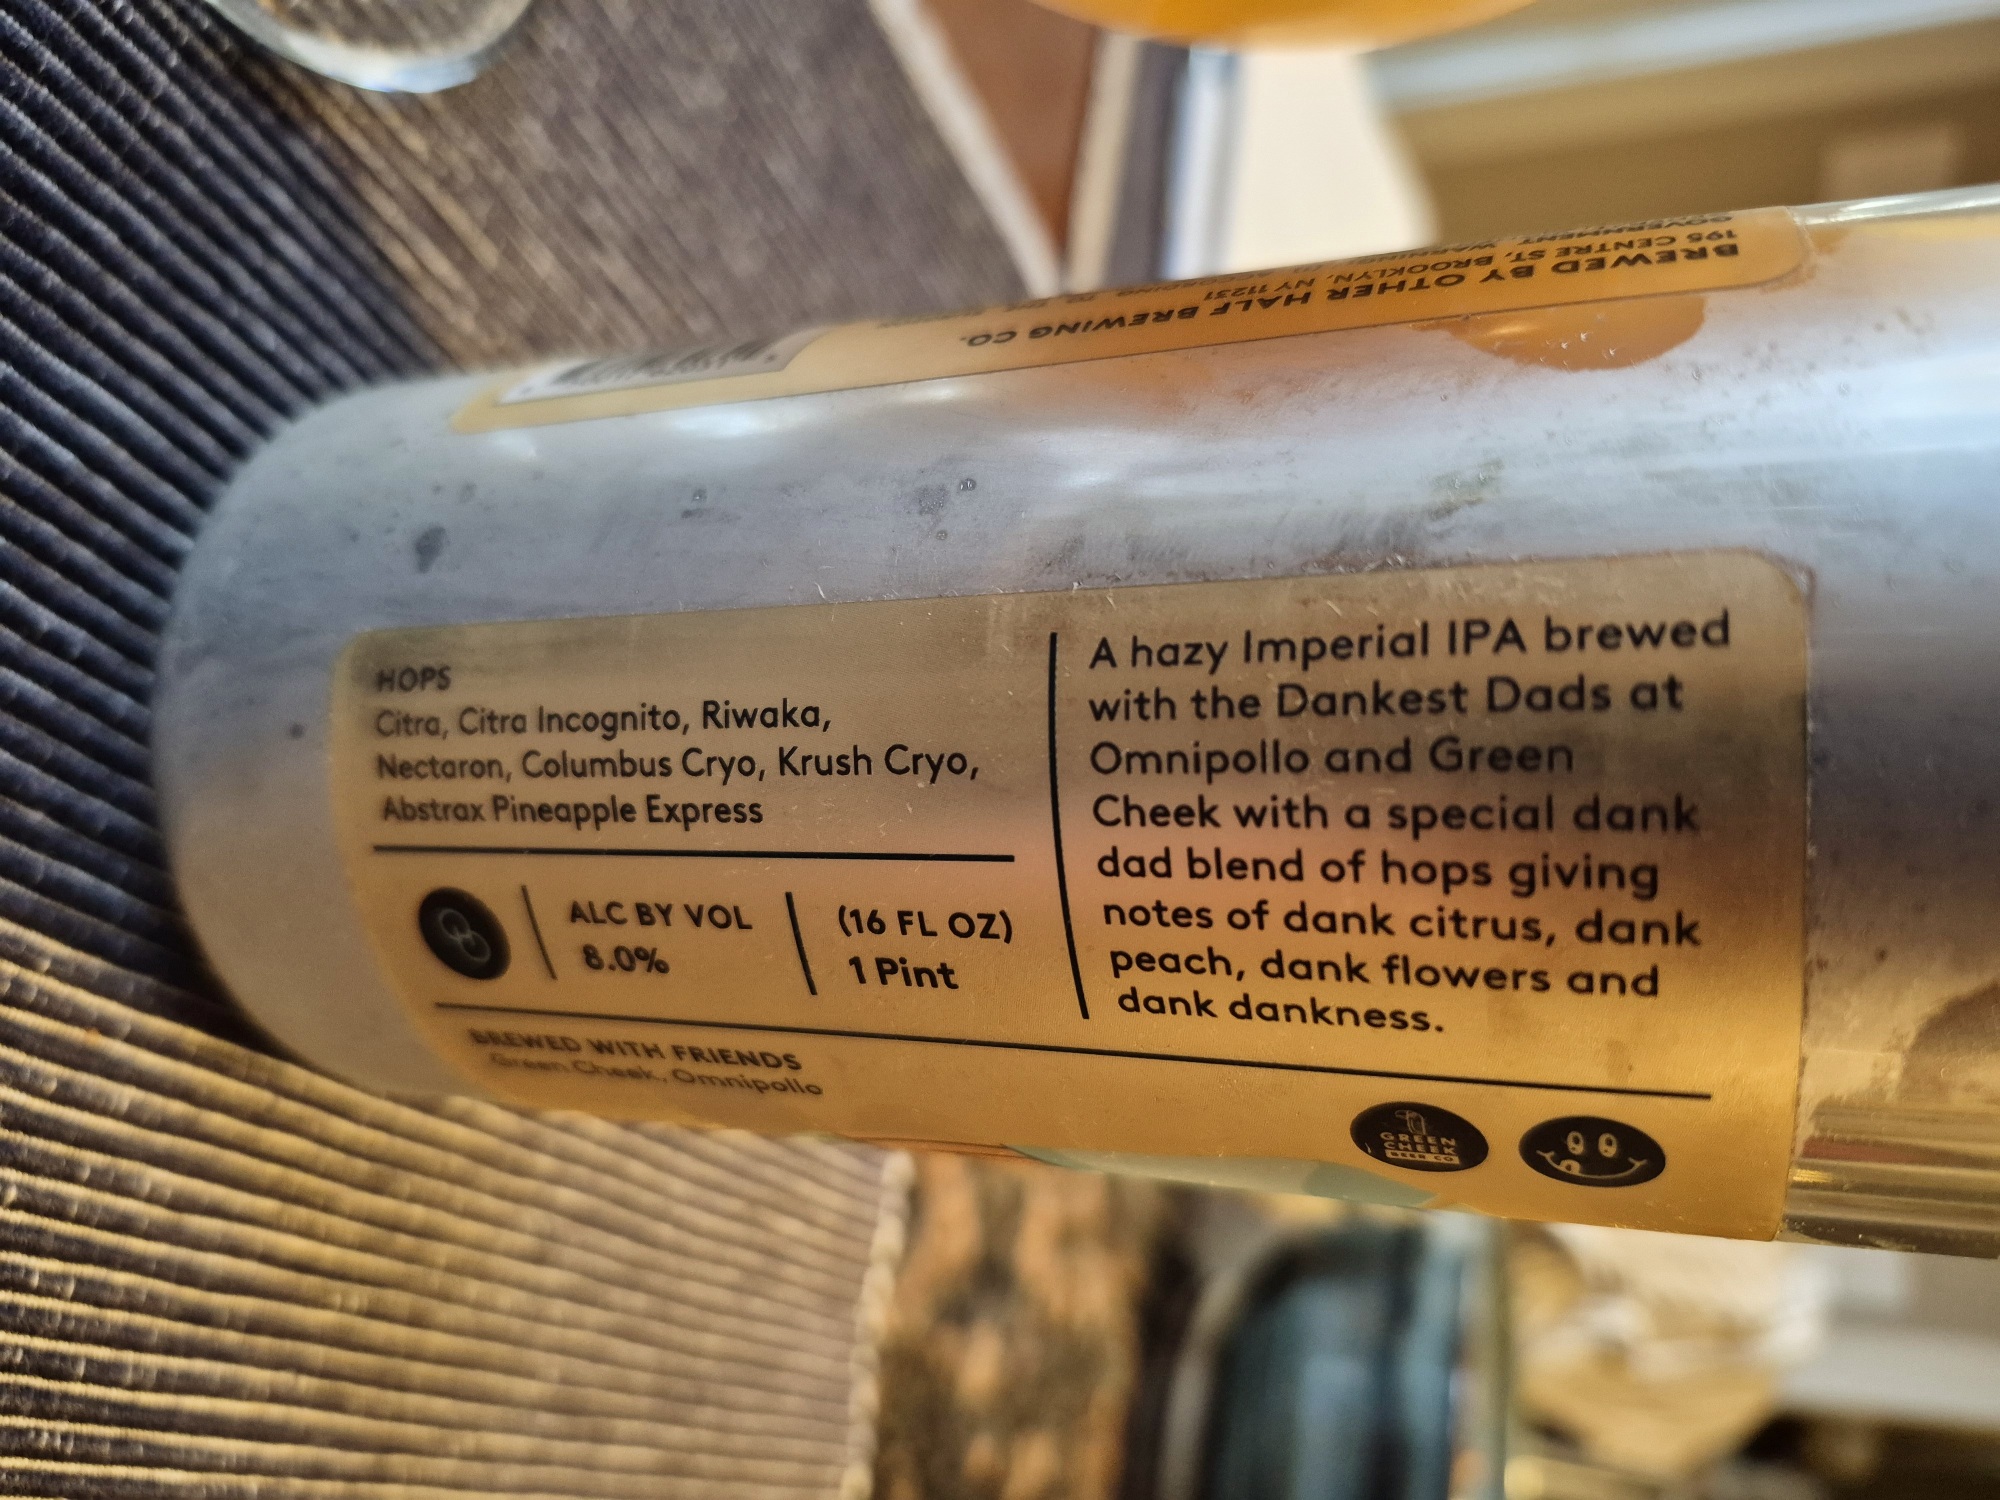 BREWED BY OTHER HALF BREWING CO.
195 CENTRE ST, BROOKLYN, NY 11231
HOPS
Citra, Citra Incognito, Riwaka,
Nectaron, Columbus Cryo, Krush Cryo,
Abstrax Pineapple Express
ALC BY VOL
8.0%
(16 FL OZ)
1 Pint
A hazy Imperial IPA brewed
with the Dankest Dads at
Omnipollo and Green
Cheek with a special dank
dad blend of hops giving
notes of dank citrus, dank
peach, dank flowers and
dank dankness.
BREWED WITH FRIENDS
Green Cheek, Omnipollo
GREEN
CHEEK
BEER CO